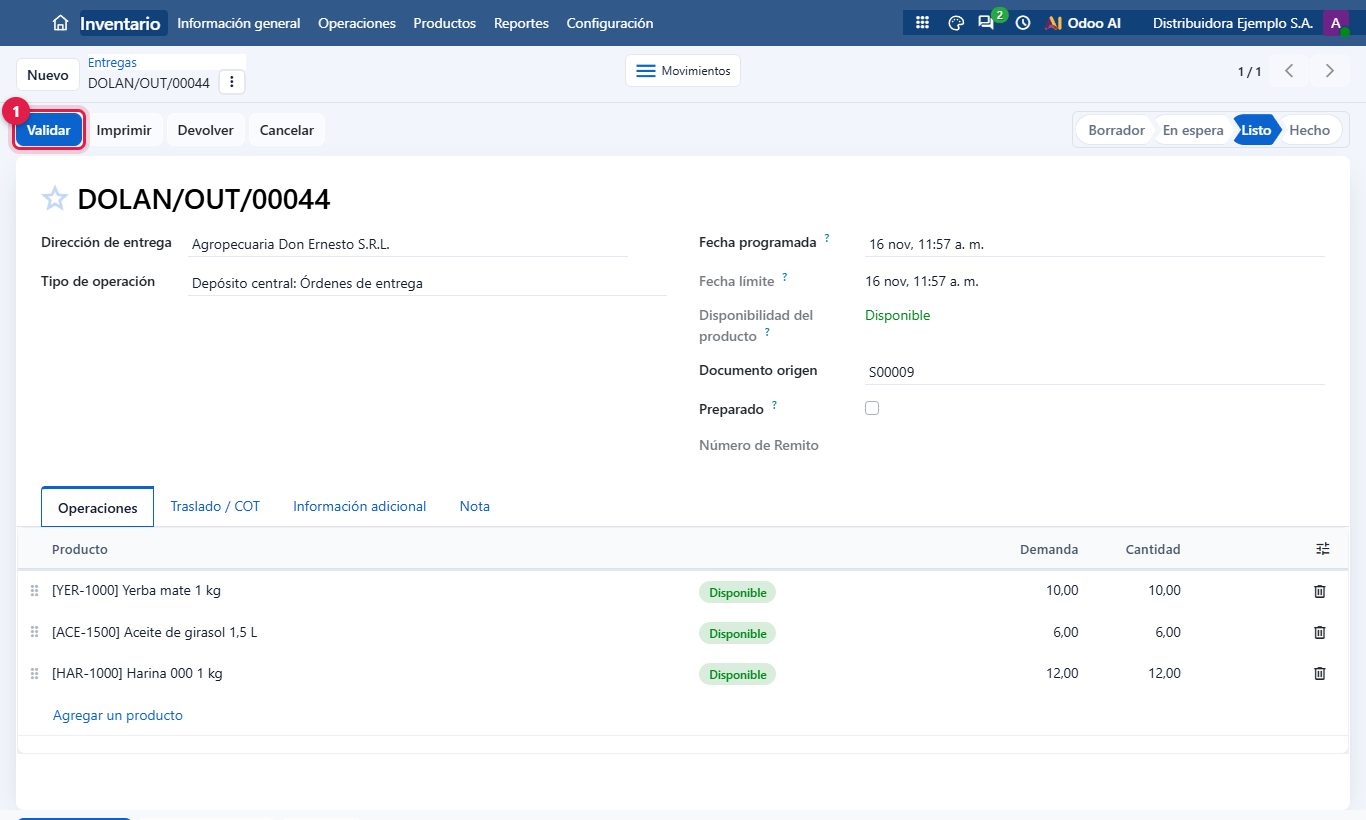 Inventario Información general Operaciones Productos Reportes Configuración 2 Odoo AI Distribuidora Ejemplo S.A. A
Nuevo Entregas Movimientos 1 / 1
DOLAN/OUT/00044
1
Validar Imprimir Devolver Cancelar Borrador En espera Listo Hecho
DOLAN/OUT/00044
Dirección de entrega Agropecuaria Don Ernesto S.R.L. Fecha programada ? 16 nov, 11:57 a. m.
Tipo de operación Depósito central: Órdenes de entrega Fecha límite ? 16 nov, 11:57 a. m.
Disponibilidad del Disponible
producto ?
Documento origen S00009
Preparado ?
Número de Remito
Operaciones Traslado / COT Información adicional Nota
Producto Demanda Cantidad
[YER-1000] Yerba mate 1 kg Disponible 10,00 10,00
[ACE-1500] Aceite de girasol 1,5 L Disponible 6,00 6,00
[HAR-1000] Harina 000 1 kg Disponible 12,00 12,00
Agregar un producto